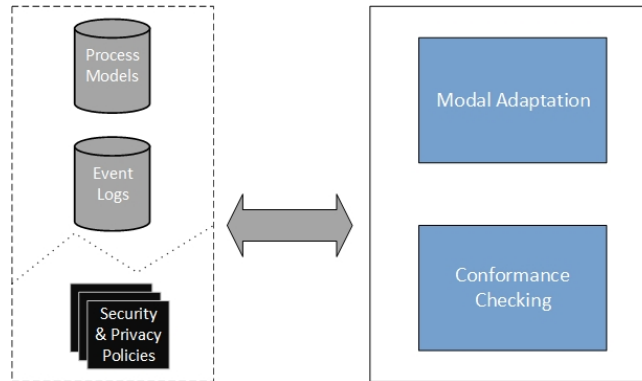 Process
Models
Event
Logs
Security
& Privacy
Policies
Modal Adaptation
Conformance
Checking